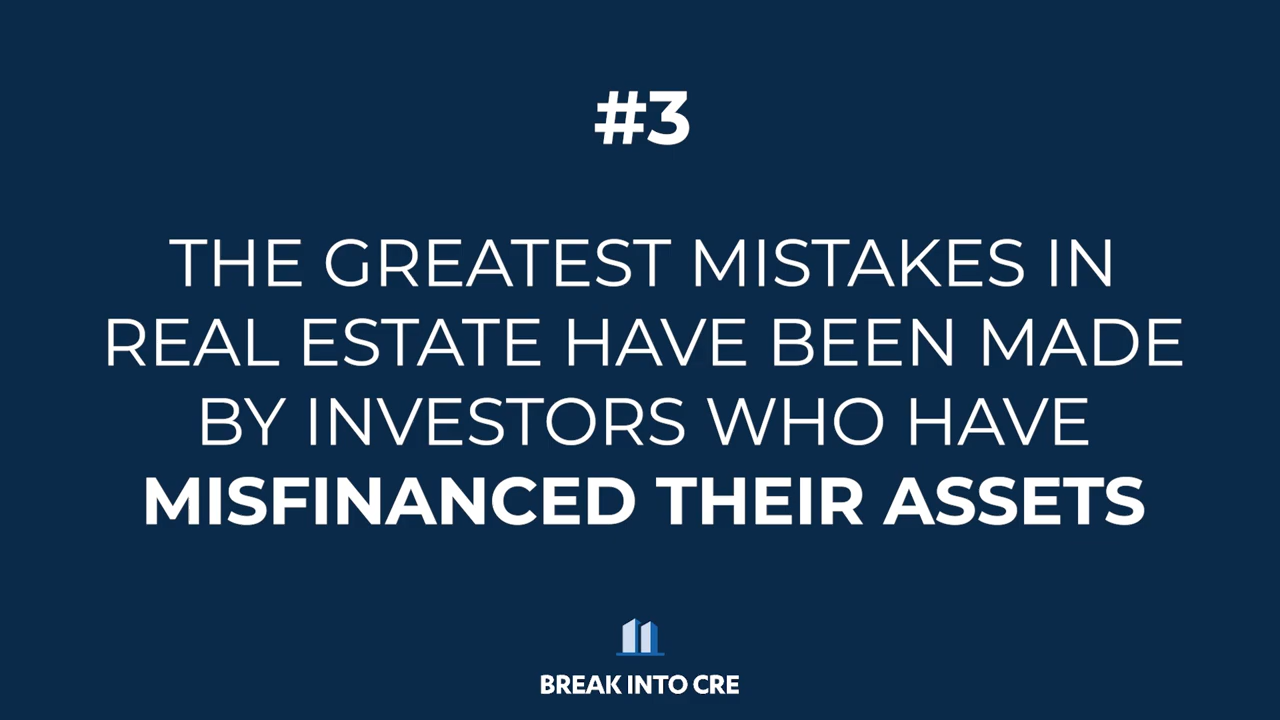 #3
THE GREATEST MISTAKES IN
REAL ESTATE HAVE BEEN MADE
BY INVESTORS WHO HAVE
MISFINANCED THEIR ASSETS
BREAK INTO CRE